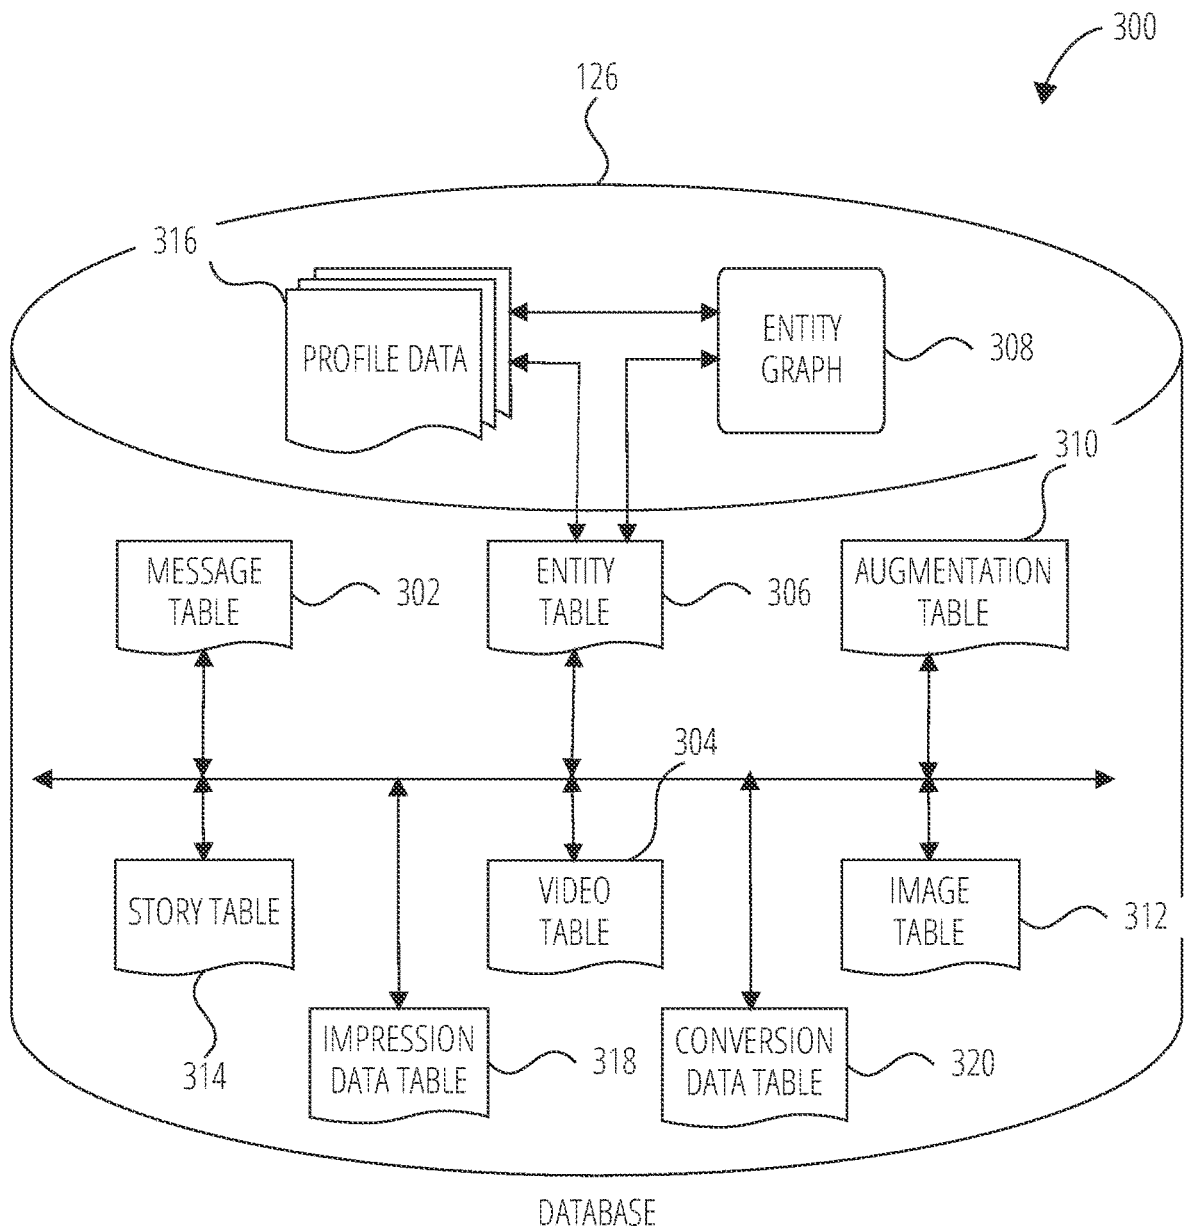 300
126
316
PROFILE DATA
ENTITY
GRAPH
308
310
MESSAGE
TABLE
302
ENTITY
TABLE
306
AUGMENTATION
TABLE
304
STORY TABLE
314
VIDEO
TABLE
IMAGE
TABLE
312
IMPRESSION
DATA TABLE
318
CONVERSION
DATA TABLE
320
DATABASE